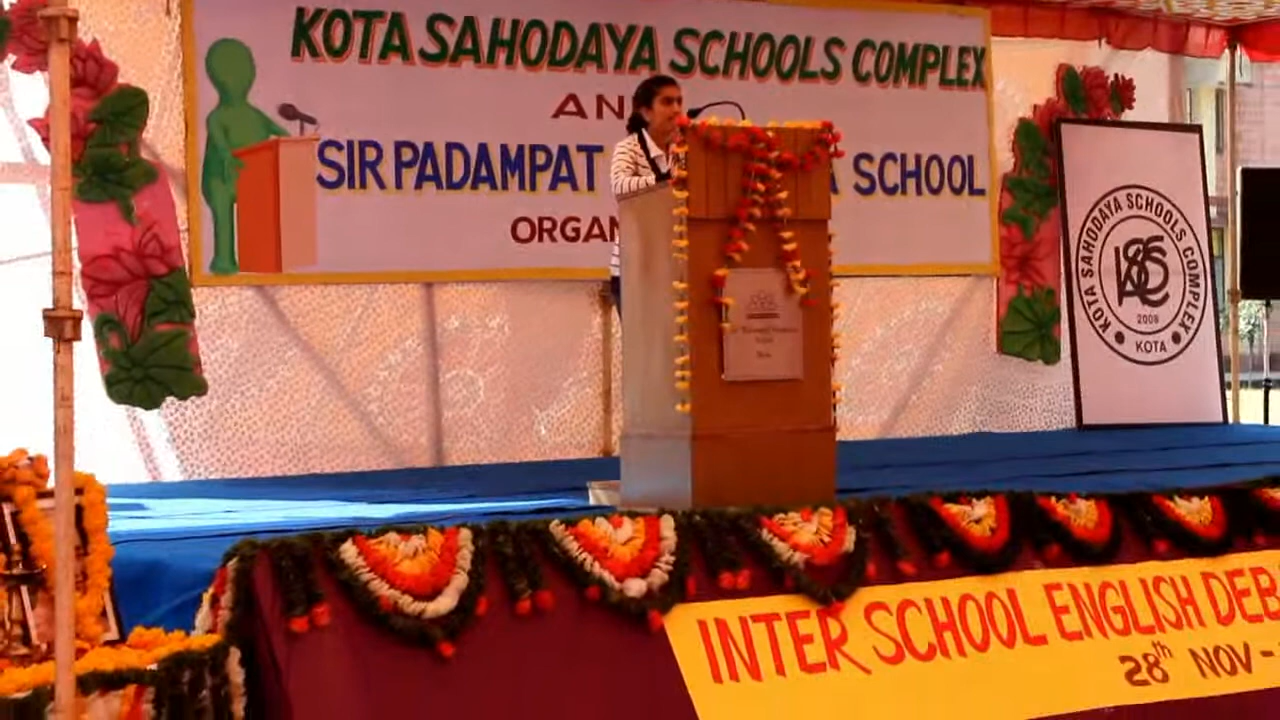 KOTA SAHODAYA SCHOOLS COMPLEX
AN
SIR PADAMPAT A SCHOOL
ORGAN
KOTA SAHODAYA SCHOOLS COMPLEX
KSSC
2008
KOTA
INTER SCHOOL ENGLISH DEB
28th NOV -